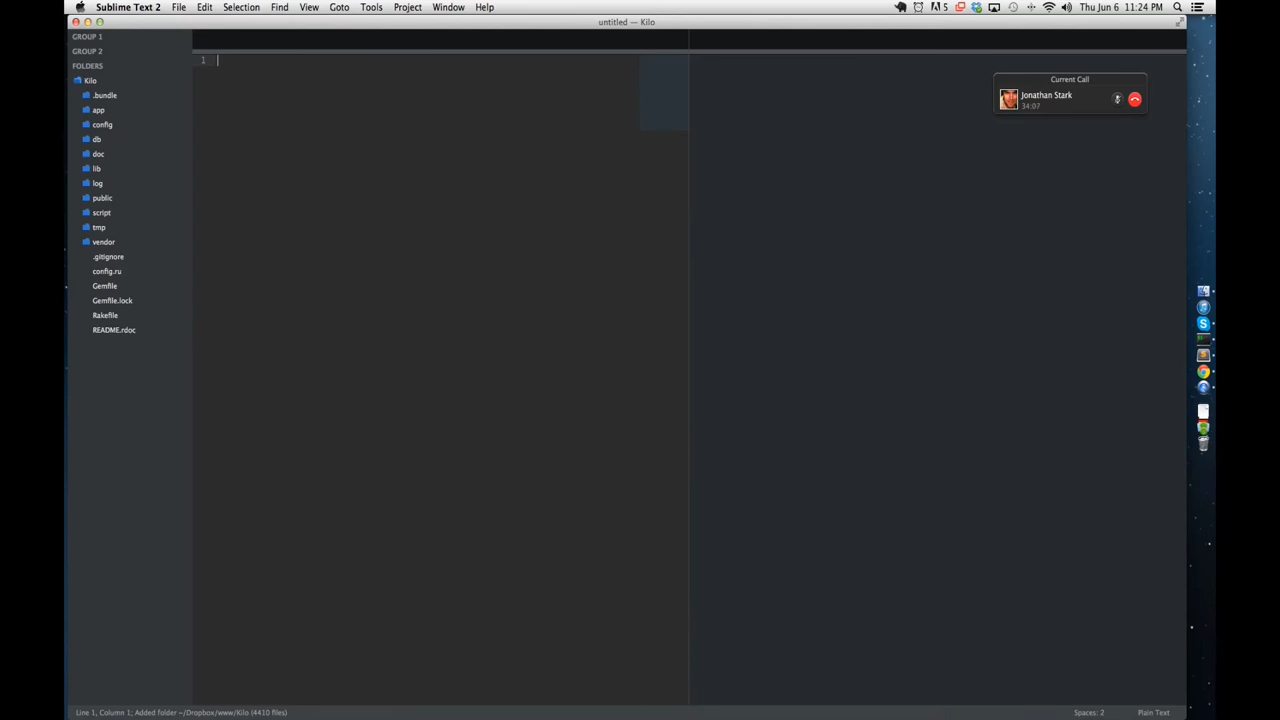 Sublime Text 2 File Edit Selection Find View Goto Tools Project Window Help 5 Thu Jun 6 11:24 PM
untitled — Kilo
GROUP 1
GROUP 2
FOLDERS
Kilo
.bundle
app
config
db
doc
lib
log
public
script
tmp
vendor
.gitignore
config.ru
Gemfile
Gemfile.lock
Rakefile
README.rdoc
1
Current Call
Jonathan Stark
34:07
Line 1, Column 1; Added folder ~/Dropbox/www/Kilo (4410 files) Spaces: 2 Plain Text